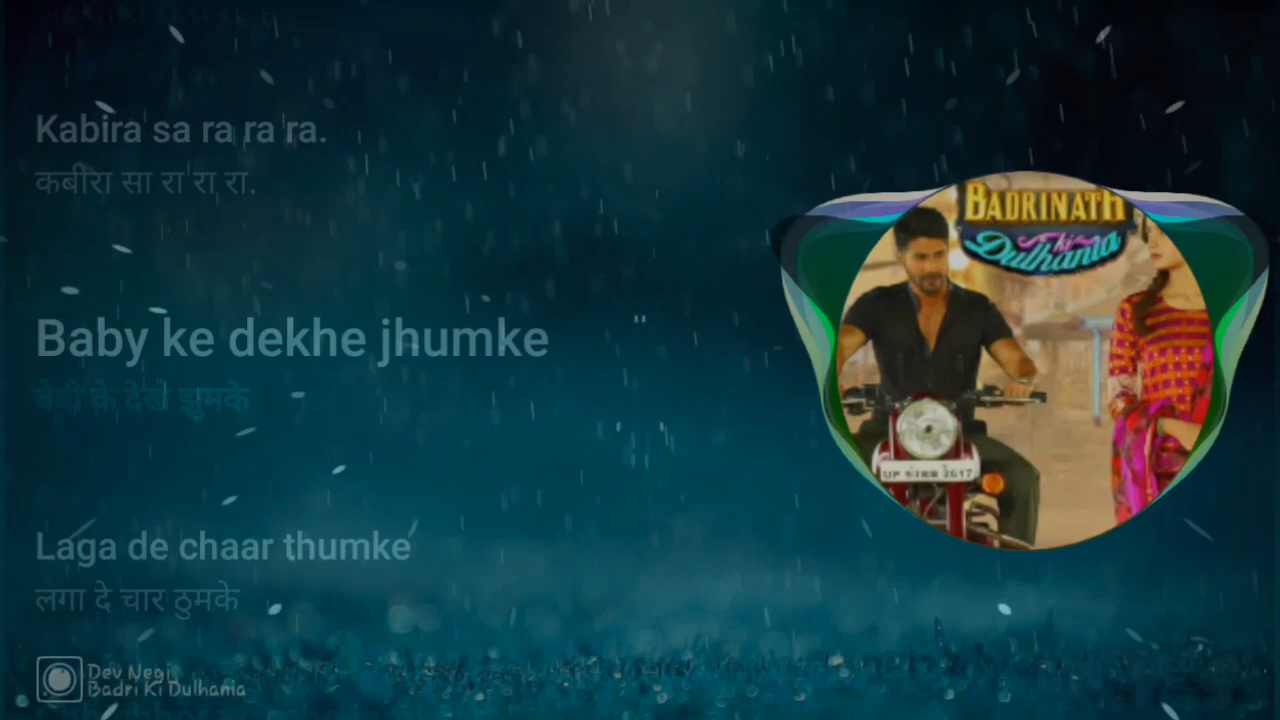 Kabira sa ra ra ra.
कबीरा सा रा रा रा.
Baby ke dekhe jhumke
बेबी के देखे झुमके
Laga de chaar thumke
लगा दे चार ठुमके
BADRINATH
ki
Dulhania
2017
Dev Negi
Badri Ki Dulhania